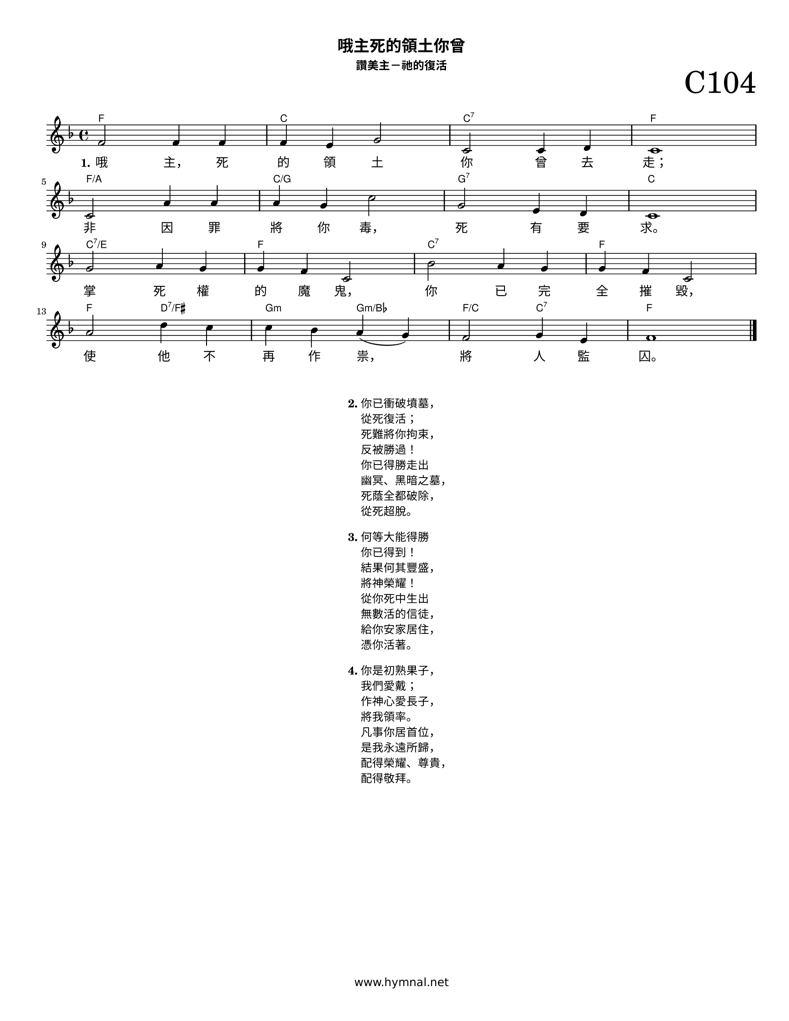 哦主死的領土你曾
讚美主－祂的復活
C104
F C C7 F
1. 哦 主， 死 的 領 土 你 曾 去 走；
5 F/A C/G G7 C
非 因 罪 將 你 毒， 死 有 要 求。
9 C7/E F C7 F
掌 死 權 的 魔 鬼， 你 已 完 全 摧 毀，
13 F D7/F♯ Gm Gm/B♭ F/C C7 F
使 他 不 再 作 祟， 將 人 監 囚。
2. 你已衝破墳墓，
從死復活；
死難將你拘束，
反被勝過！
你已得勝走出
幽冥、黑暗之墓，
死蔭全都破除，
從死超脫。
3. 何等大能得勝
你已得到！
結果何其豐盛，
將神榮耀！
從你死中生出
無數活的信徒，
給你安家居住，
憑你活著。
4. 你是初熟果子，
我們愛戴；
作神心愛長子，
將我領率。
凡事你居首位，
是我永遠所歸，
配得榮耀、尊貴，
配得敬拜。
www.hymnal.net